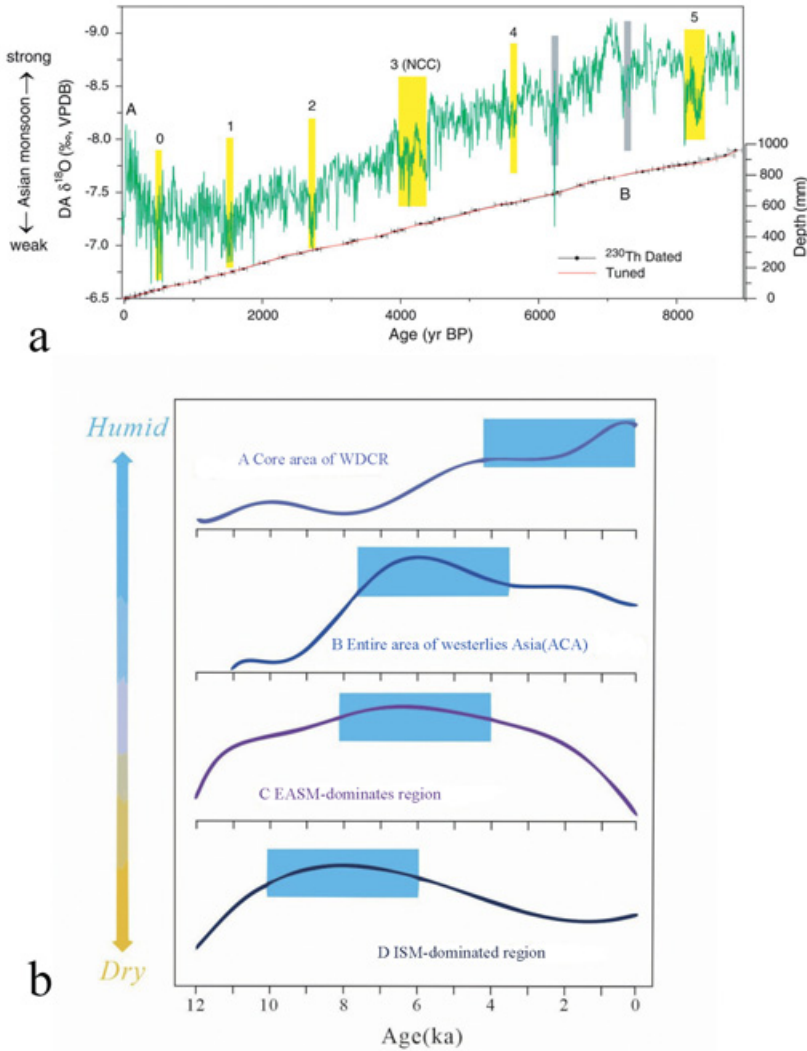 -9.0
-8.5
-8.0
-7.5
-7.0
-6.5
strong
Asian monsoon
weak
DA δ¹⁸O (‰, VPDB)
A
0
1
2
3 (NCC)
4
5
B
1000
800
600
400
200
0
Depth(mm)
²³⁰Th Dated
Tuned
0 2000 4000 6000 8000
Age (yr BP)
a
Humid
A Core area of WDCR
B Entire area of westerlies Asia(ACA)
C EASM-dominates region
D ISM-dominated region
Dry
b
12 10 8 6 4 2 0
Age(ka)